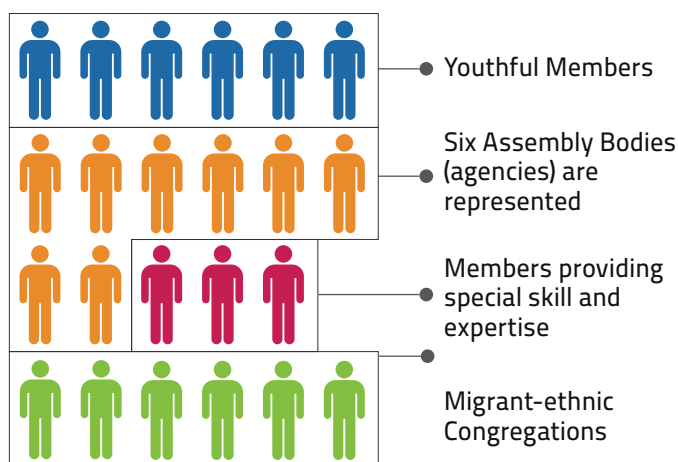 Youthful Members
Six Assembly Bodies
(agencies) are
represented
Members providing
special skill and
expertise
Migrant-ethnic
Congregations